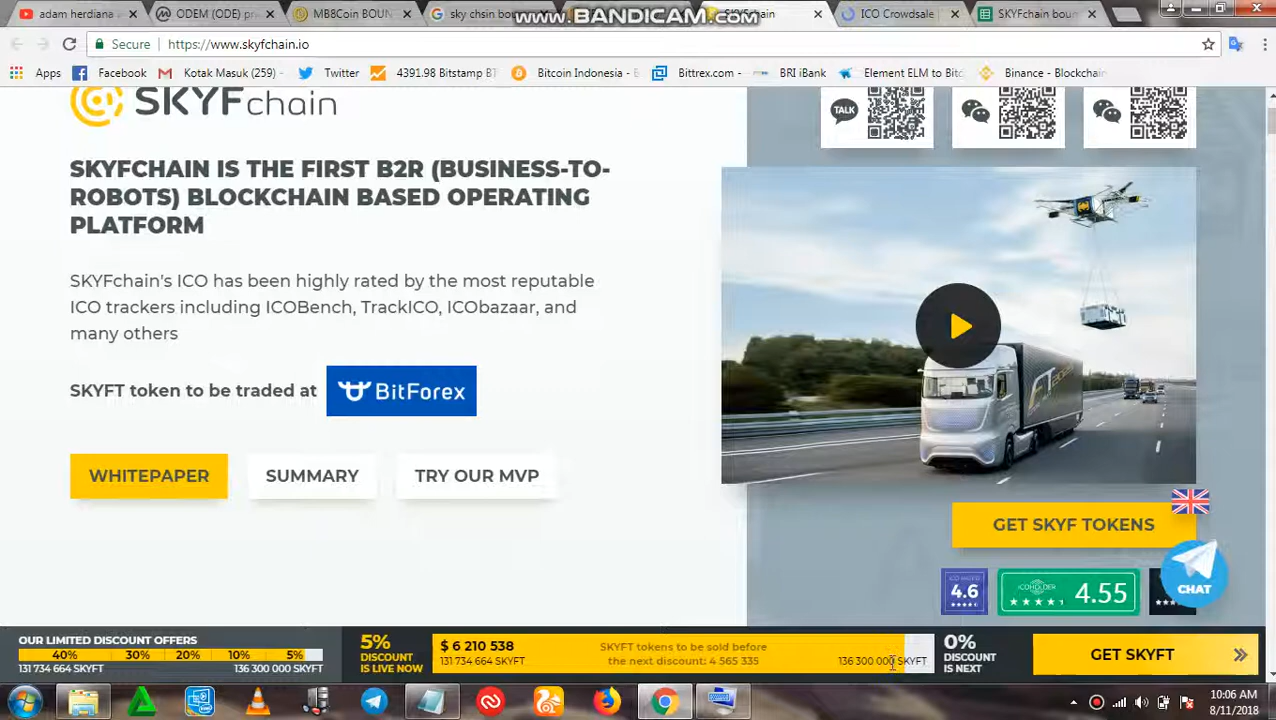 www.BANDICAM.com
adam herdiana
ODEM (ODE) pri
MB8Coin BOUN
skychsin bou
ICO Crowdsale
SKYFchain boun
Secure
https://www.skyfchain.io
Apps
Facebook
Kotak Masuk (259)
Twitter
4391.98 Bitstamp BT
Bitcoin Indonesia -
Bittrex.com -
BRI iBank
Element ELM to Bitc
Binance - Blockchain
SKYFchain
TALK
SKYFCHAIN IS THE FIRST B2R (BUSINESS-TO-
ROBOTS) BLOCKCHAIN BASED OPERATING
PLATFORM
SKYFchain's ICO has been highly rated by the most reputable
ICO trackers including ICOBench, TrackICO, ICObazaar, and
many others
SKYFT token to be traded at
BitForex
WHITEPAPER
SUMMARY
TRY OUR MVP
GET SKYF TOKENS
4.6
ICOHOLDER
4.55
CHAT
OUR LIMITED DISCOUNT OFFERS
40% 30% 20% 10% 5%
131 734 664 SKYFT 136 300 000 SKYFT
5%
DISCOUNT
IS LIVE NOW
$ 6 210 538
131 734 664 SKYFT
SKYFT tokens to be sold before
the next discount: 4 565 335
136 300 000 SKYFT
0%
DISCOUNT
IS NEXT
GET SKYFT
10:06 AM
8/11/2018